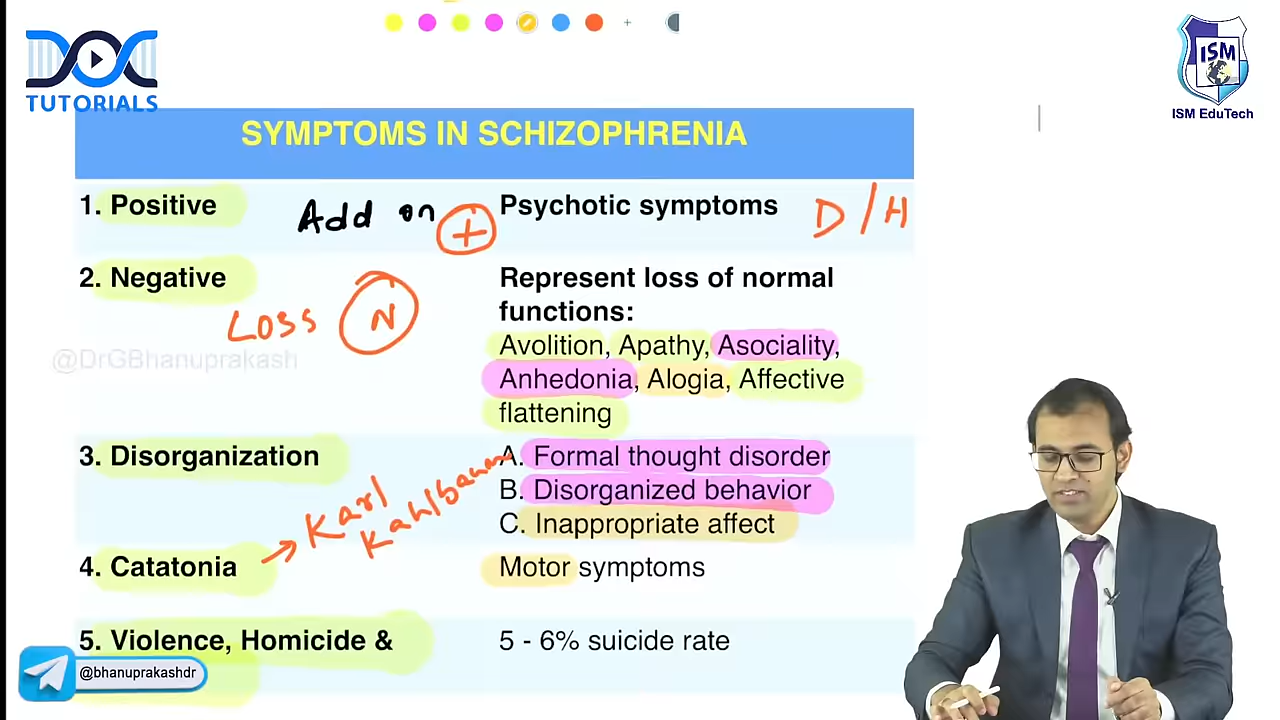 DOC
TUTORIALS
ISM
ISM EduTech
SYMPTOMS IN SCHIZOPHRENIA
1. Positive
Add on +
Psychotic symptoms
D/H
2. Negative
Loss N
Represent loss of normal
functions:
Avolition, Apathy, Asociality,
Anhedonia, Alogia, Affective
flattening
@DrGBhanuprakash
3. Disorganization
A. Formal thought disorder
B. Disorganized behavior
C. Inappropriate affect
4. Catatonia
→ Karl
Kahlbaum
Motor symptoms
5. Violence, Homicide &
5 - 6% suicide rate
@bhanuprakashdr